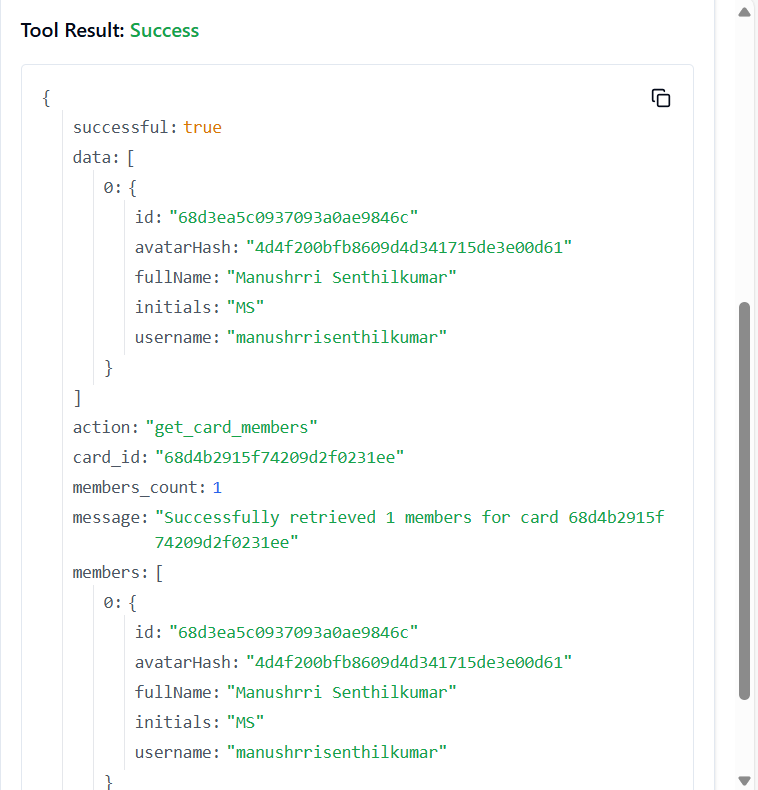 Tool Result: Success
{
successful: true
data: [
0: {
id: "68d3ea5c0937093a0ae9846c"
avatarHash: "4d4f200bfb8609d4d341715de3e00d61"
fullName: "Manushrri Senthilkumar"
initials: "MS"
username: "manushrrisenthilkumar"
}
]
action: "get_card_members"
card_id: "68d4b2915f74209d2f0231ee"
members_count: 1
message: "Successfully retrieved 1 members for card 68d4b2915f
74209d2f0231ee"
members: [
0: {
id: "68d3ea5c0937093a0ae9846c"
avatarHash: "4d4f200bfb8609d4d341715de3e00d61"
fullName: "Manushrri Senthilkumar"
initials: "MS"
username: "manushrrisenthilkumar"
}